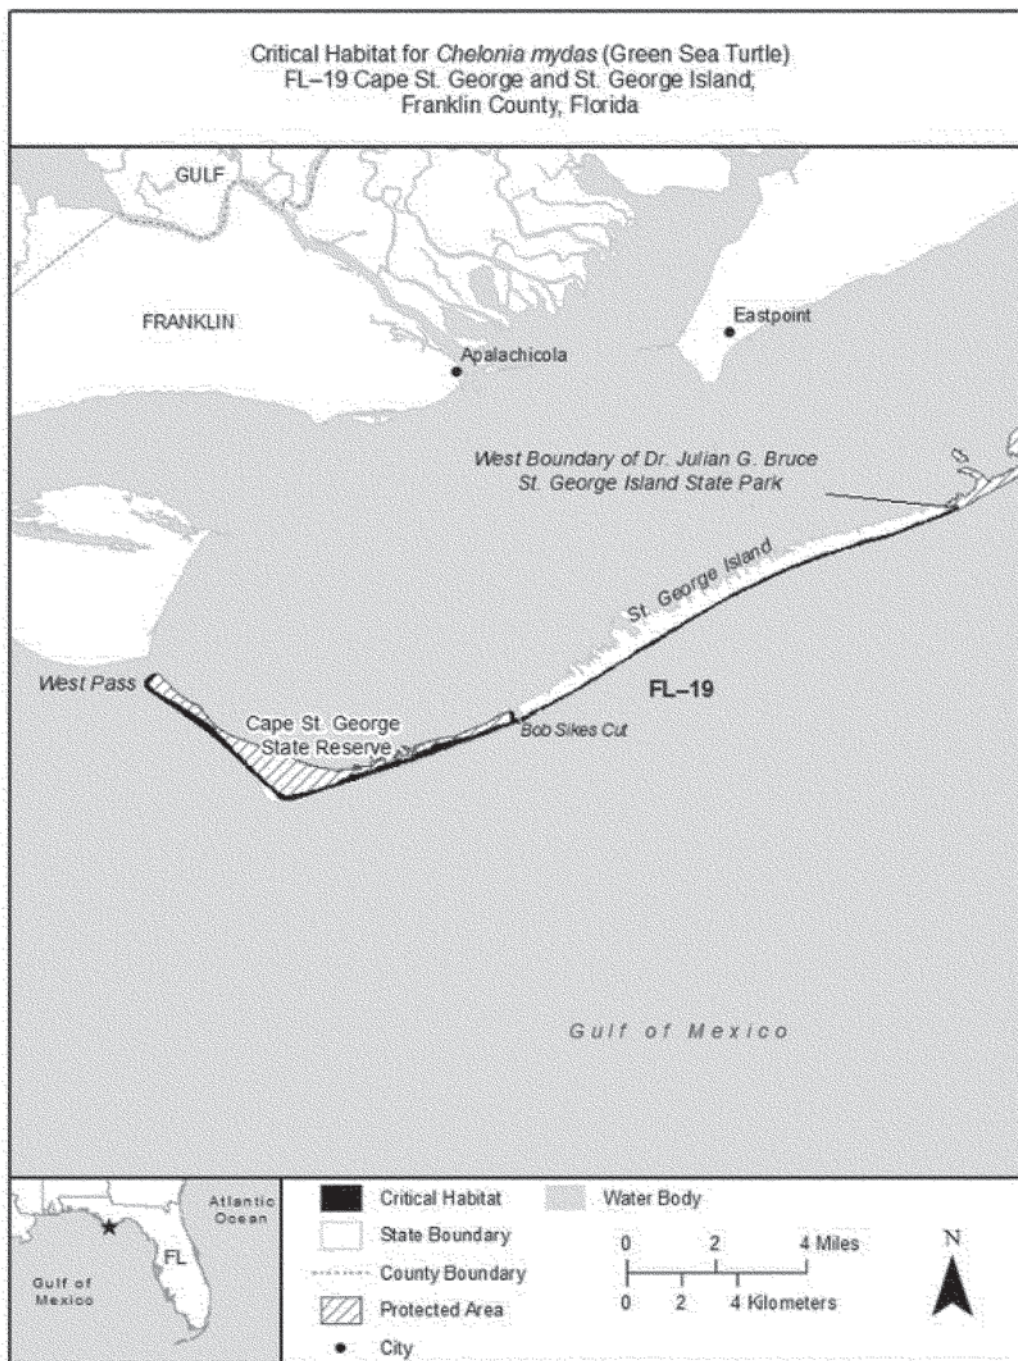 Critical Habitat for Chelonia mydas (Green Sea Turtle)
FL–19 Cape St. George and St. George Island;
Franklin County, Florida
GULF
FRANKLIN
Eastpoint
Apalachicola
West Boundary of Dr. Julian G. Bruce
St. George Island State Park
St. George Island
West Pass
FL–19
Cape St. George
State Reserve
Bob Sikes Cut
Gulf of Mexico
Atlantic
Ocean
FL
Gulf of
Mexico
Critical Habitat
Water Body
State Boundary
County Boundary
Protected Area
City
0 2 4 Miles
0 2 4 Kilometers
N